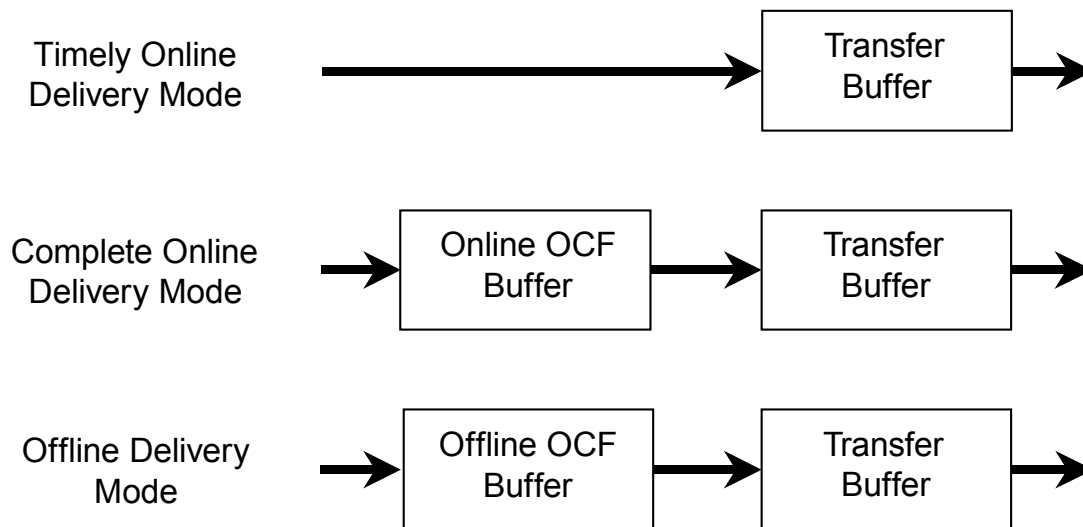 Timely Online
Delivery Mode
Transfer
Buffer
Complete Online
Delivery Mode
Online OCF
Buffer
Transfer
Buffer
Offline Delivery
Mode
Offline OCF
Buffer
Transfer
Buffer